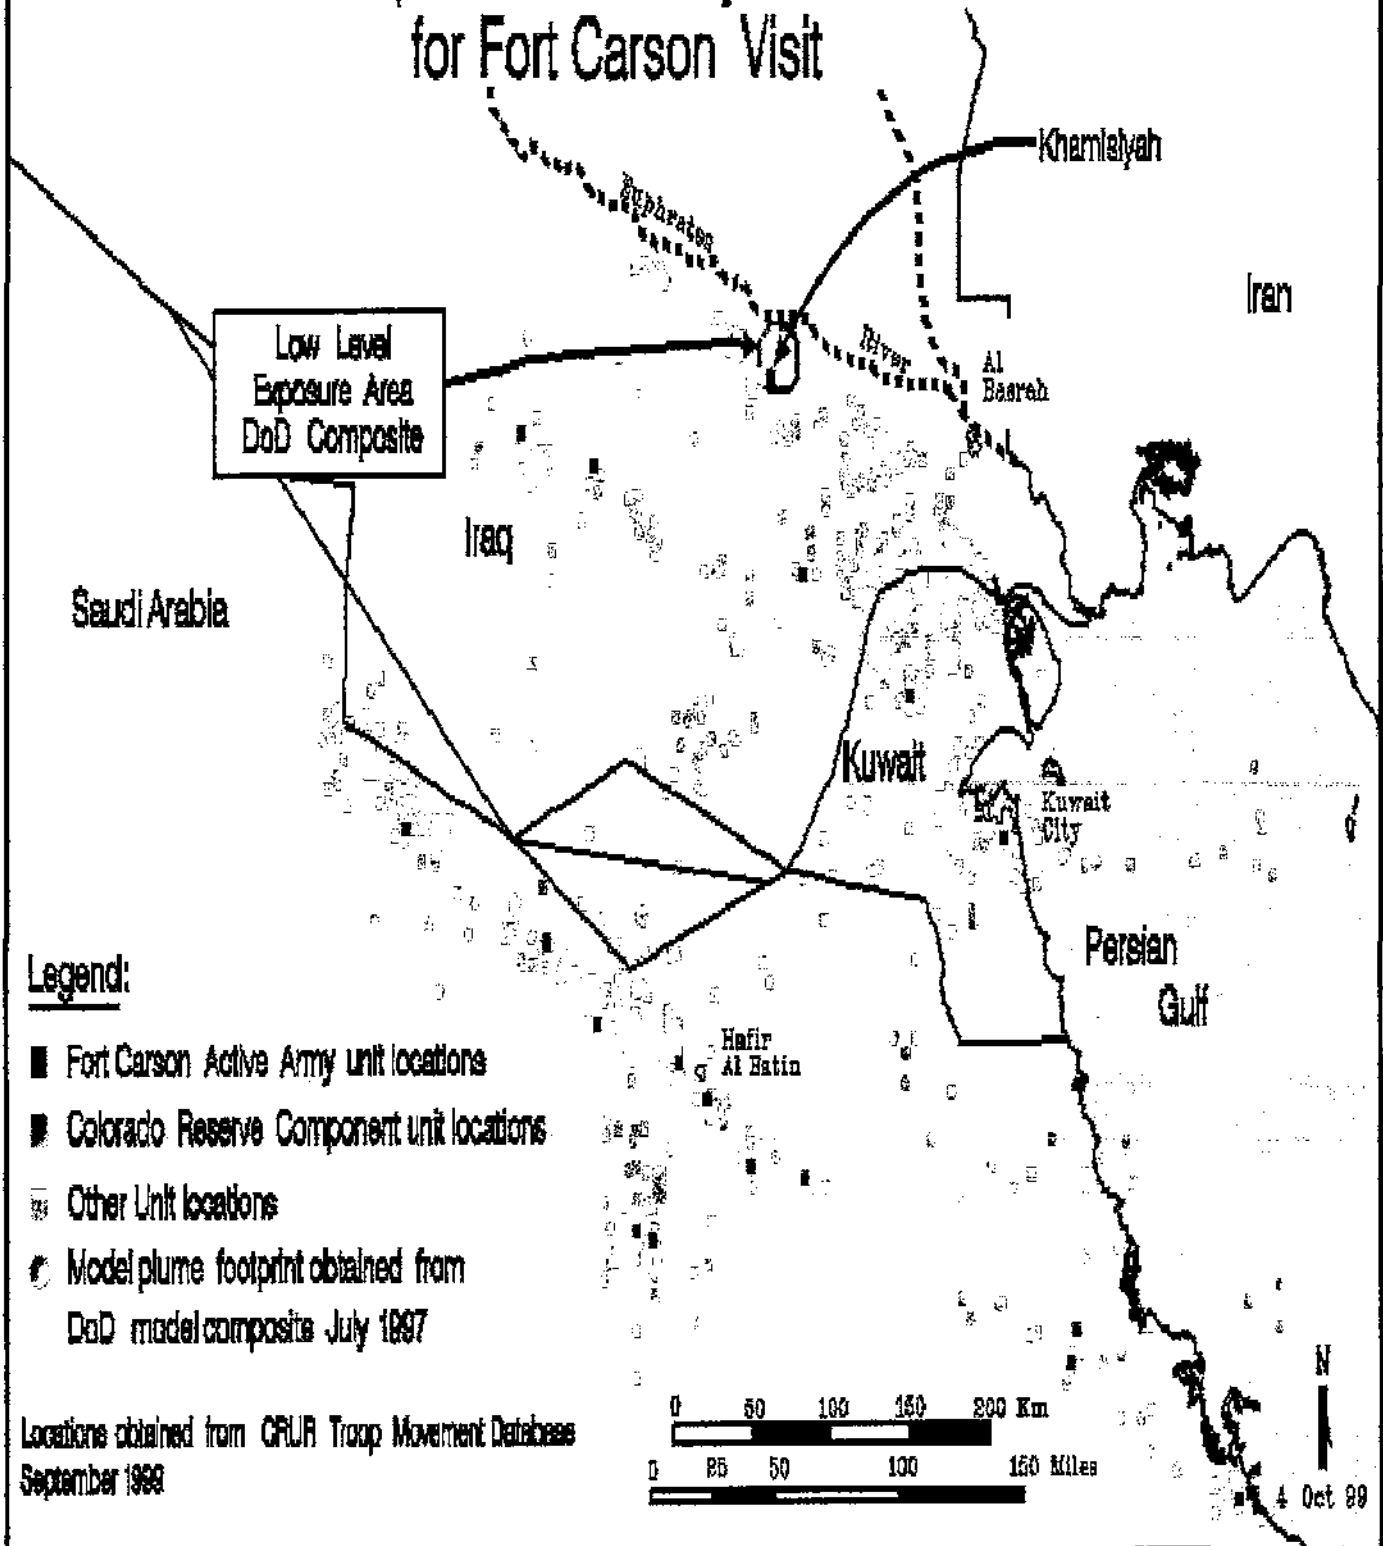 for Fort Carson Visit
Khamisiyah
Euphrates
Iran
River
Al
Basrah
Low Level
Exposure Area
DoD Composite
Iraq
Saudi Arabia
Kuwait
Kuwait
City
Persian
Gulf
Legend:
Hafir
Al Batin
Fort Carson Active Army unit locations
Colorado Reserve Component unit locations
Other Unit locations
Model plume footprint obtained from
DoD model composite July 1997
N
0 50 100 150 200 Km
Locations obtained from CRUR Troop Movement Database
September 1999
0 25 50 100 150 Miles
4 Oct 99